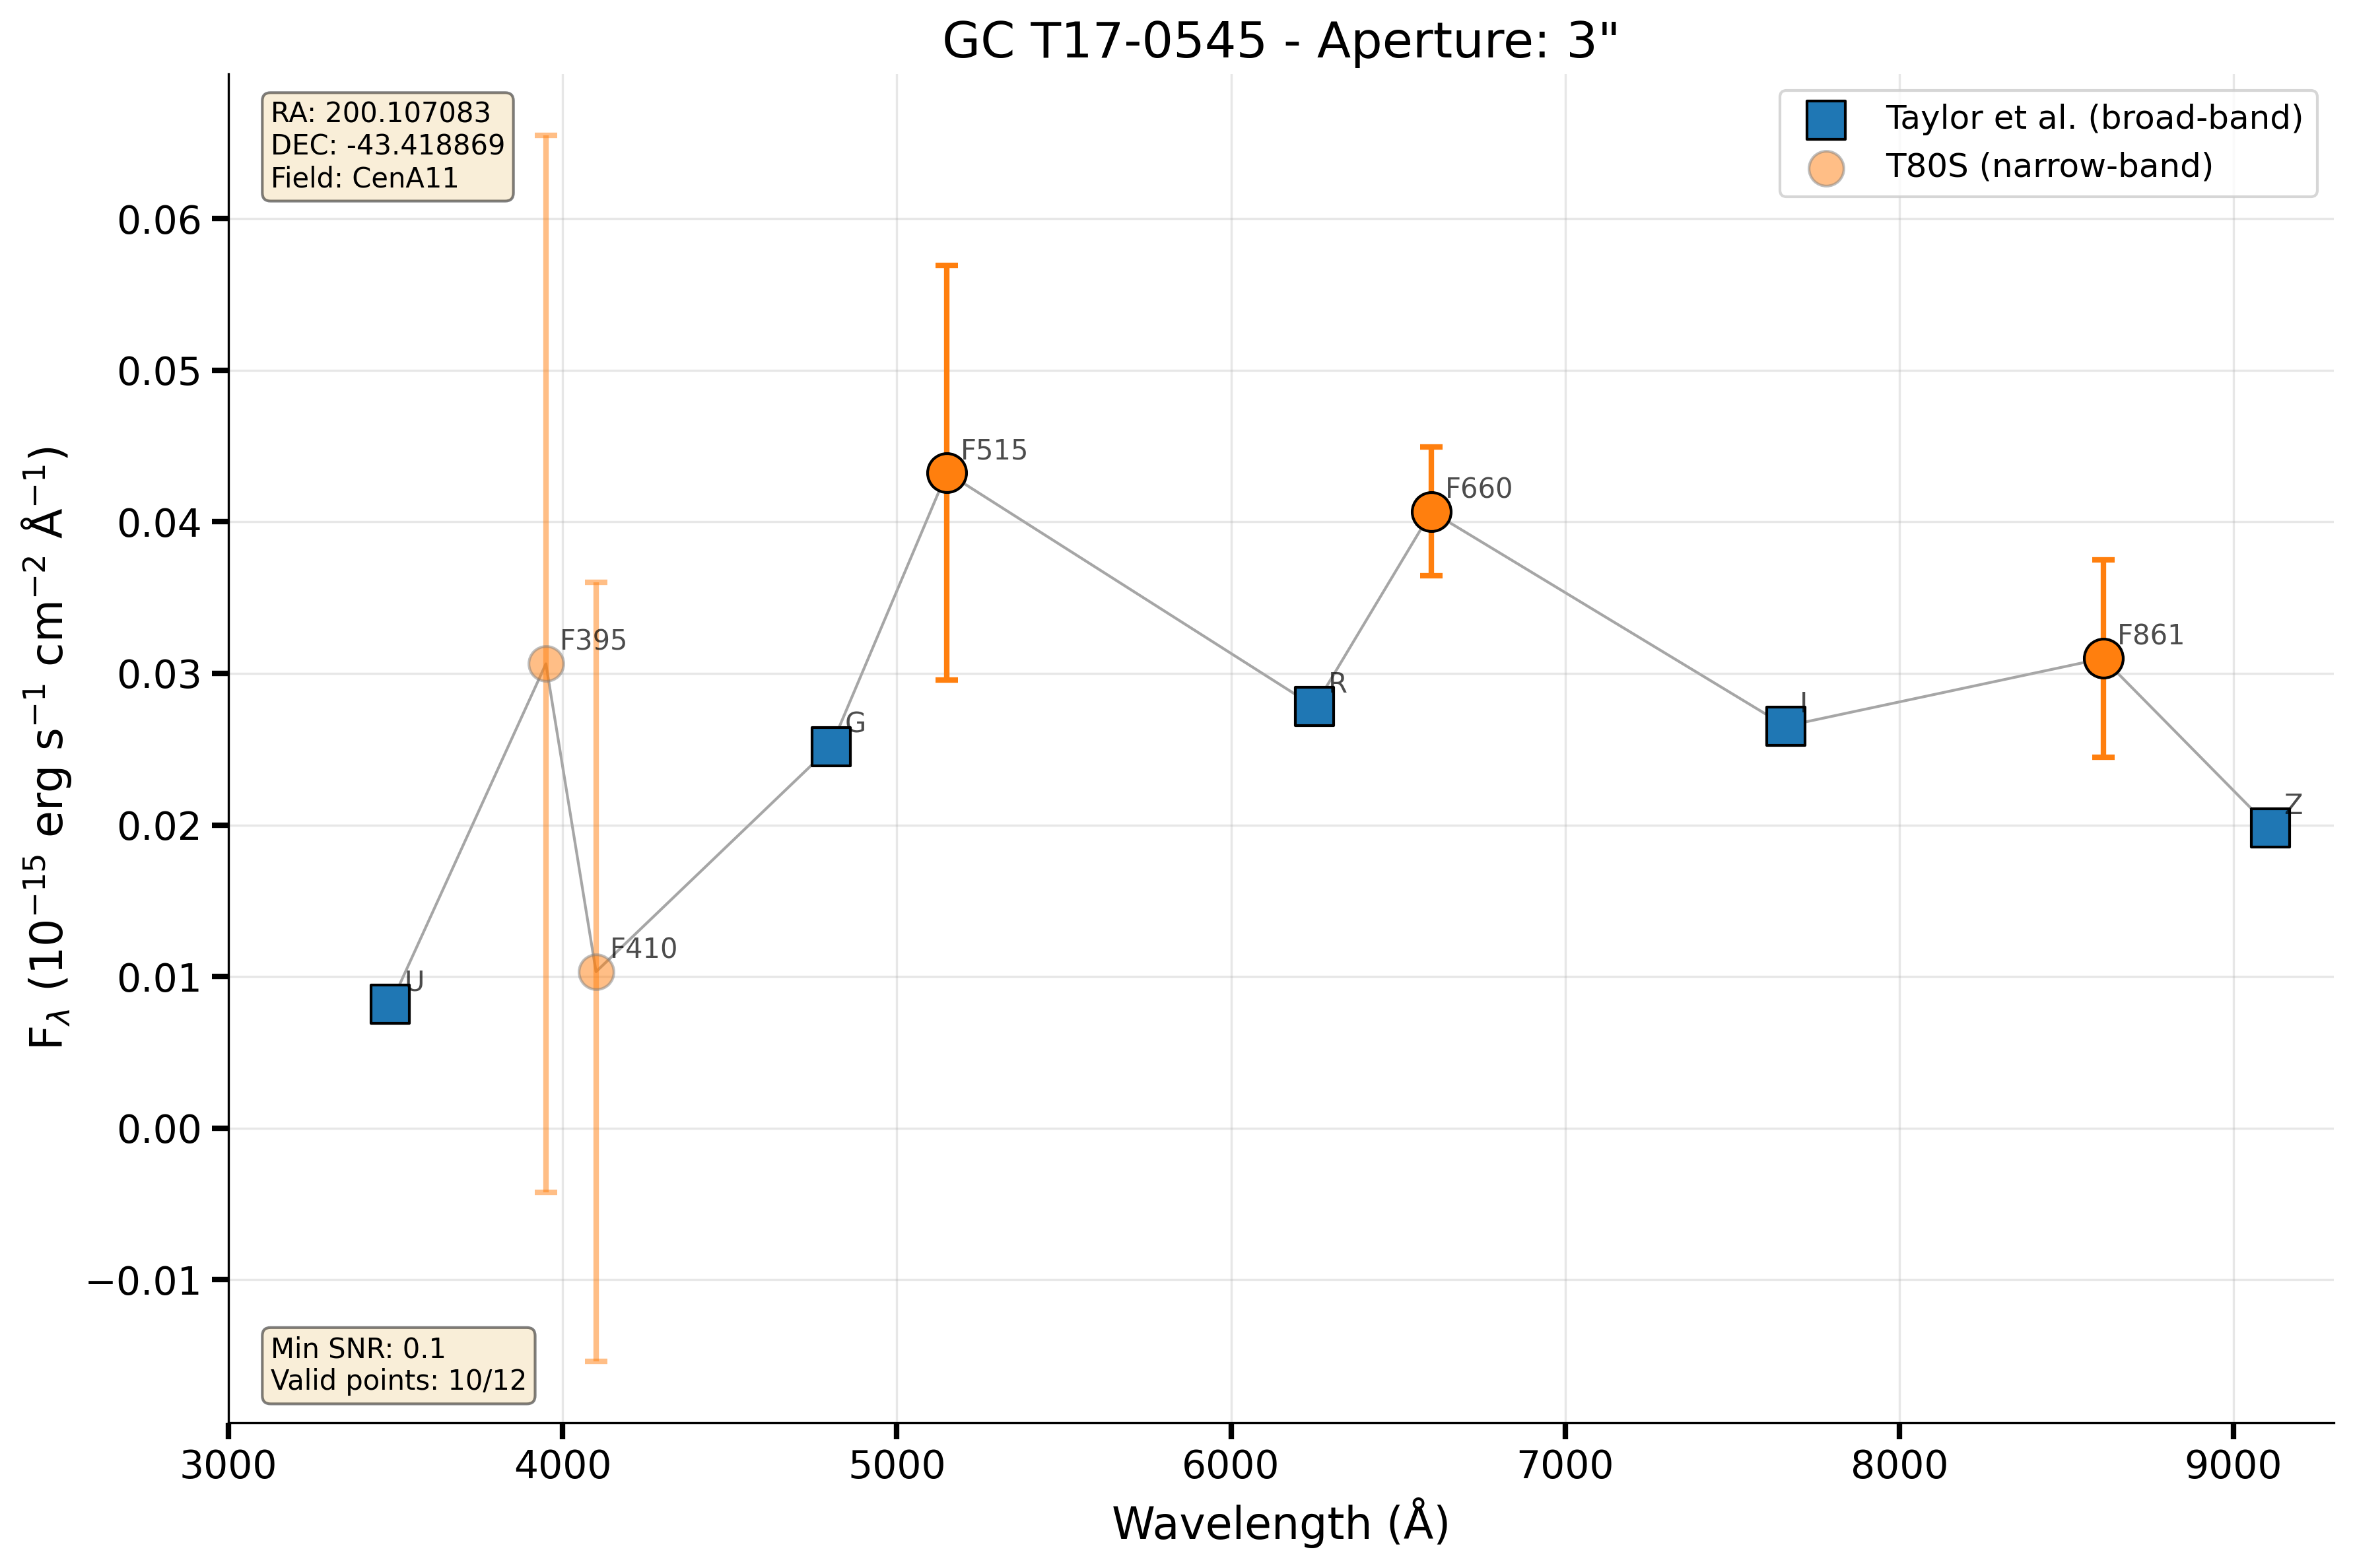 GC T17-0545 - Aperture: 3"
RA: 200.107083
DEC: -43.418869
Field: CenA11
Taylor et al. (broad-band)
T80S (narrow-band)
0.06
0.05
0.04
0.03
0.02
0.01
0.00
−0.01
F_λ (10⁻¹⁵ erg s⁻¹ cm⁻² Å⁻¹)
U
F395
F410
G
F515
R
F660
I
F861
Z
Min SNR: 0.1
Valid points: 10/12
3000 4000 5000 6000 7000 8000 9000
Wavelength (Å)